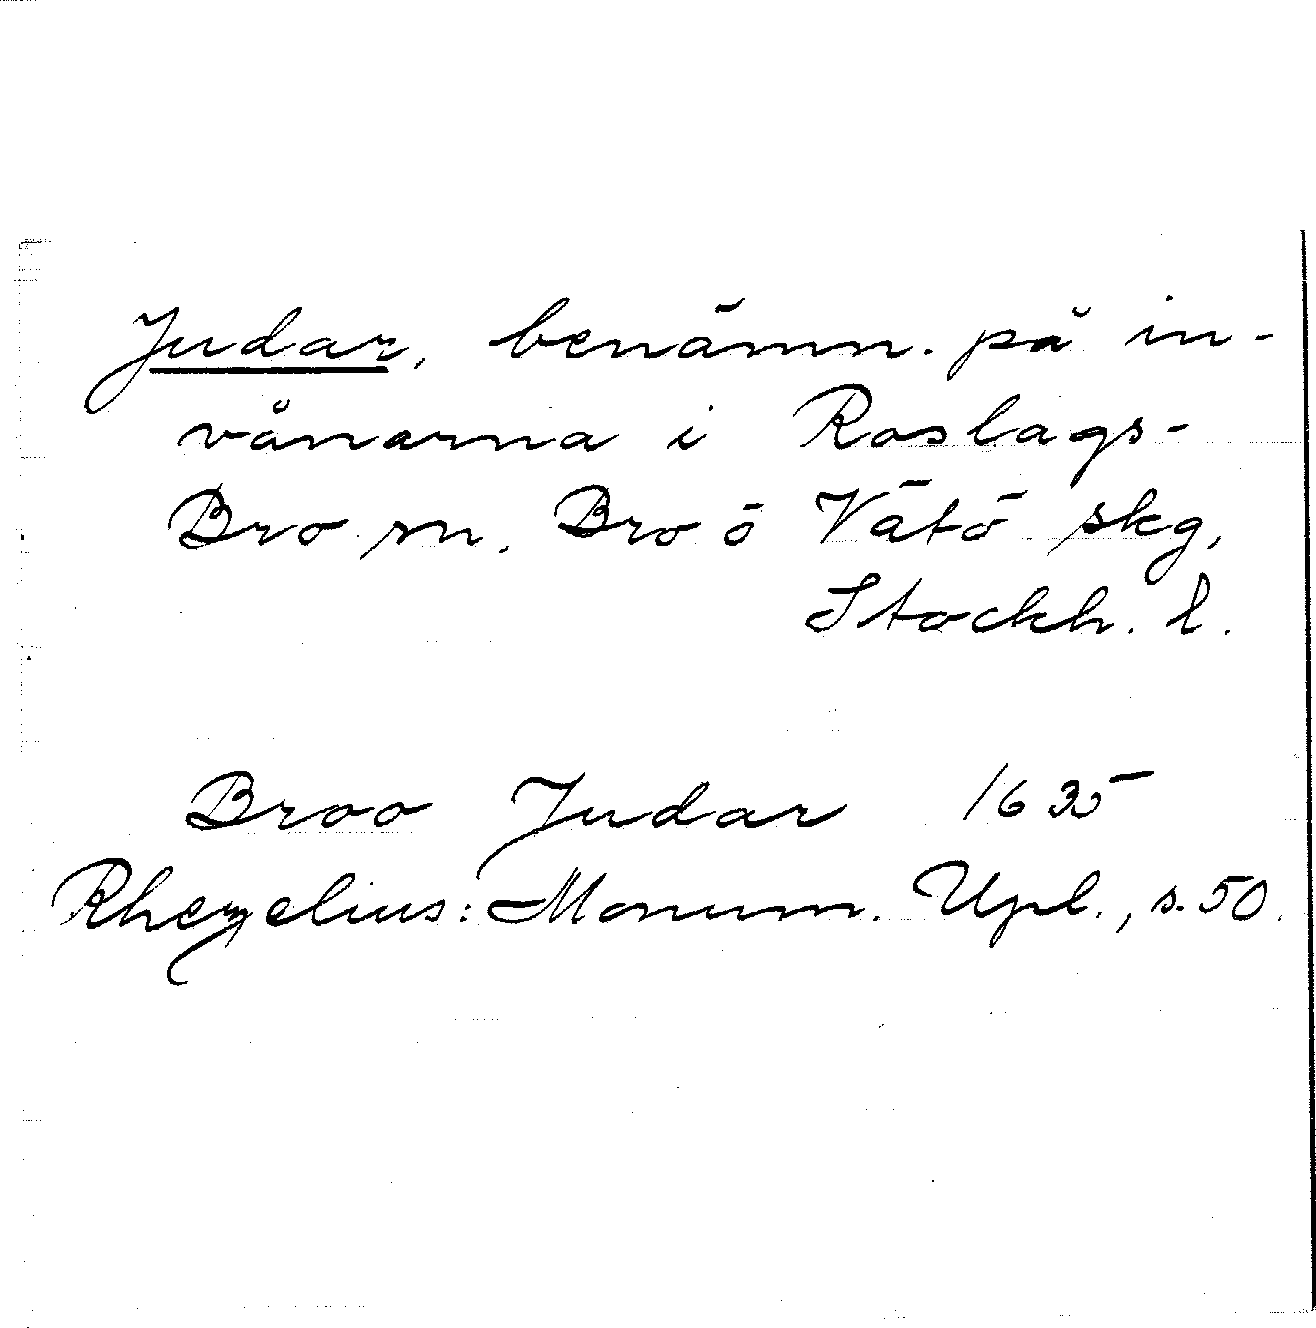 Judar, benämn. på in-
vånarna i Roslags-
Bro sn. Bro ō Vätö skg,
Stockh. l.
Broo Judar 1635
Rhezelius: Monum. Upl., s. 50.